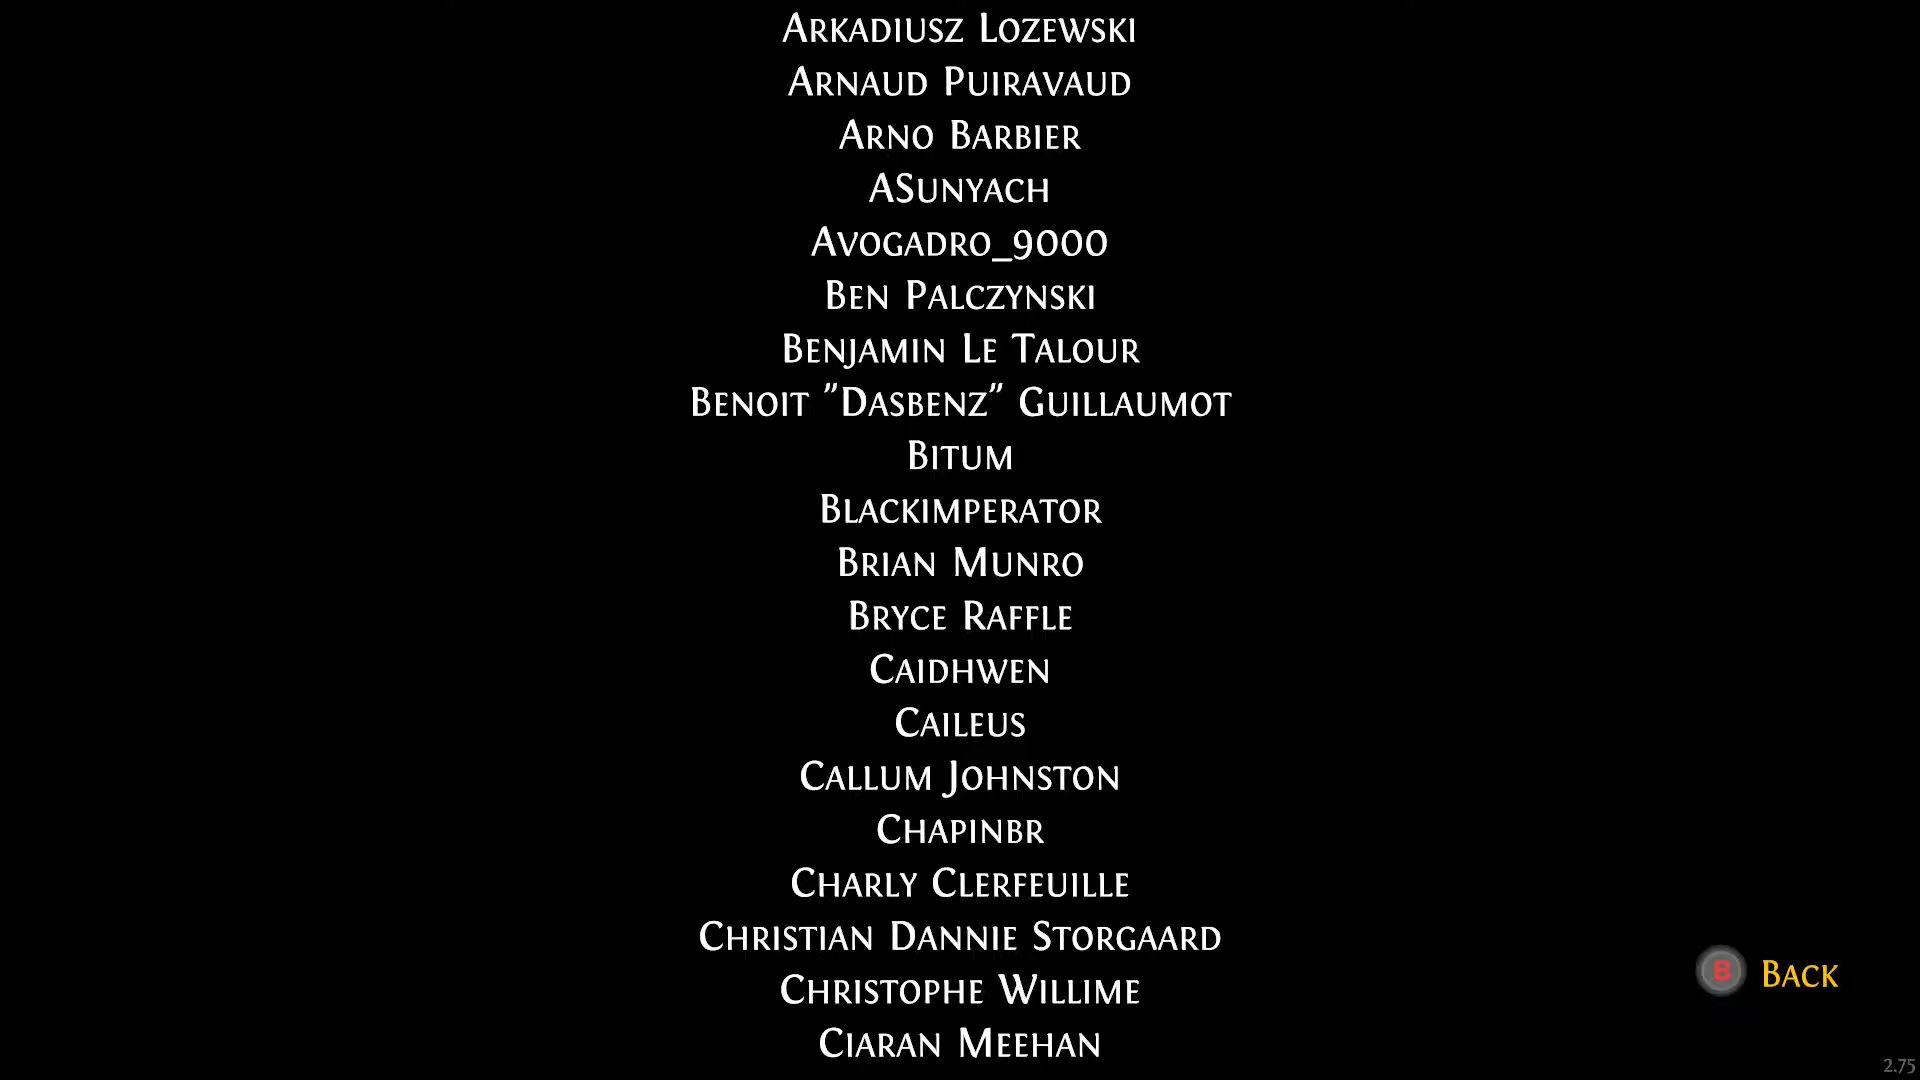 Arkadiusz Lozewski
Arnaud Puiravaud
Arno Barbier
ASunyach
Avogadro_9000
Ben Palczynski
Benjamin Le Talour
Benoit "Dasbenz" Guillaumot
Bitum
Blackimperator
Brian Munro
Bryce Raffle
Caidhwen
Caileus
Callum Johnston
Chapinbr
Charly Clerfeuille
Christian Dannie Storgaard
Christophe Willime
Ciaran Meehan
B Back
2.75